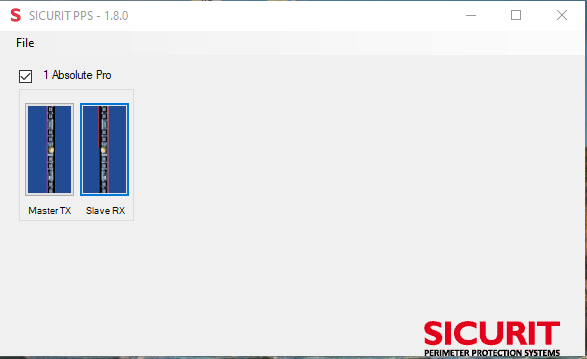 S SICURIT PPS - 1.8.0
File
1 Absolute Pro
Master TX Slave RX
SICURIT
PERIMETER PROTECTION SYSTEMS